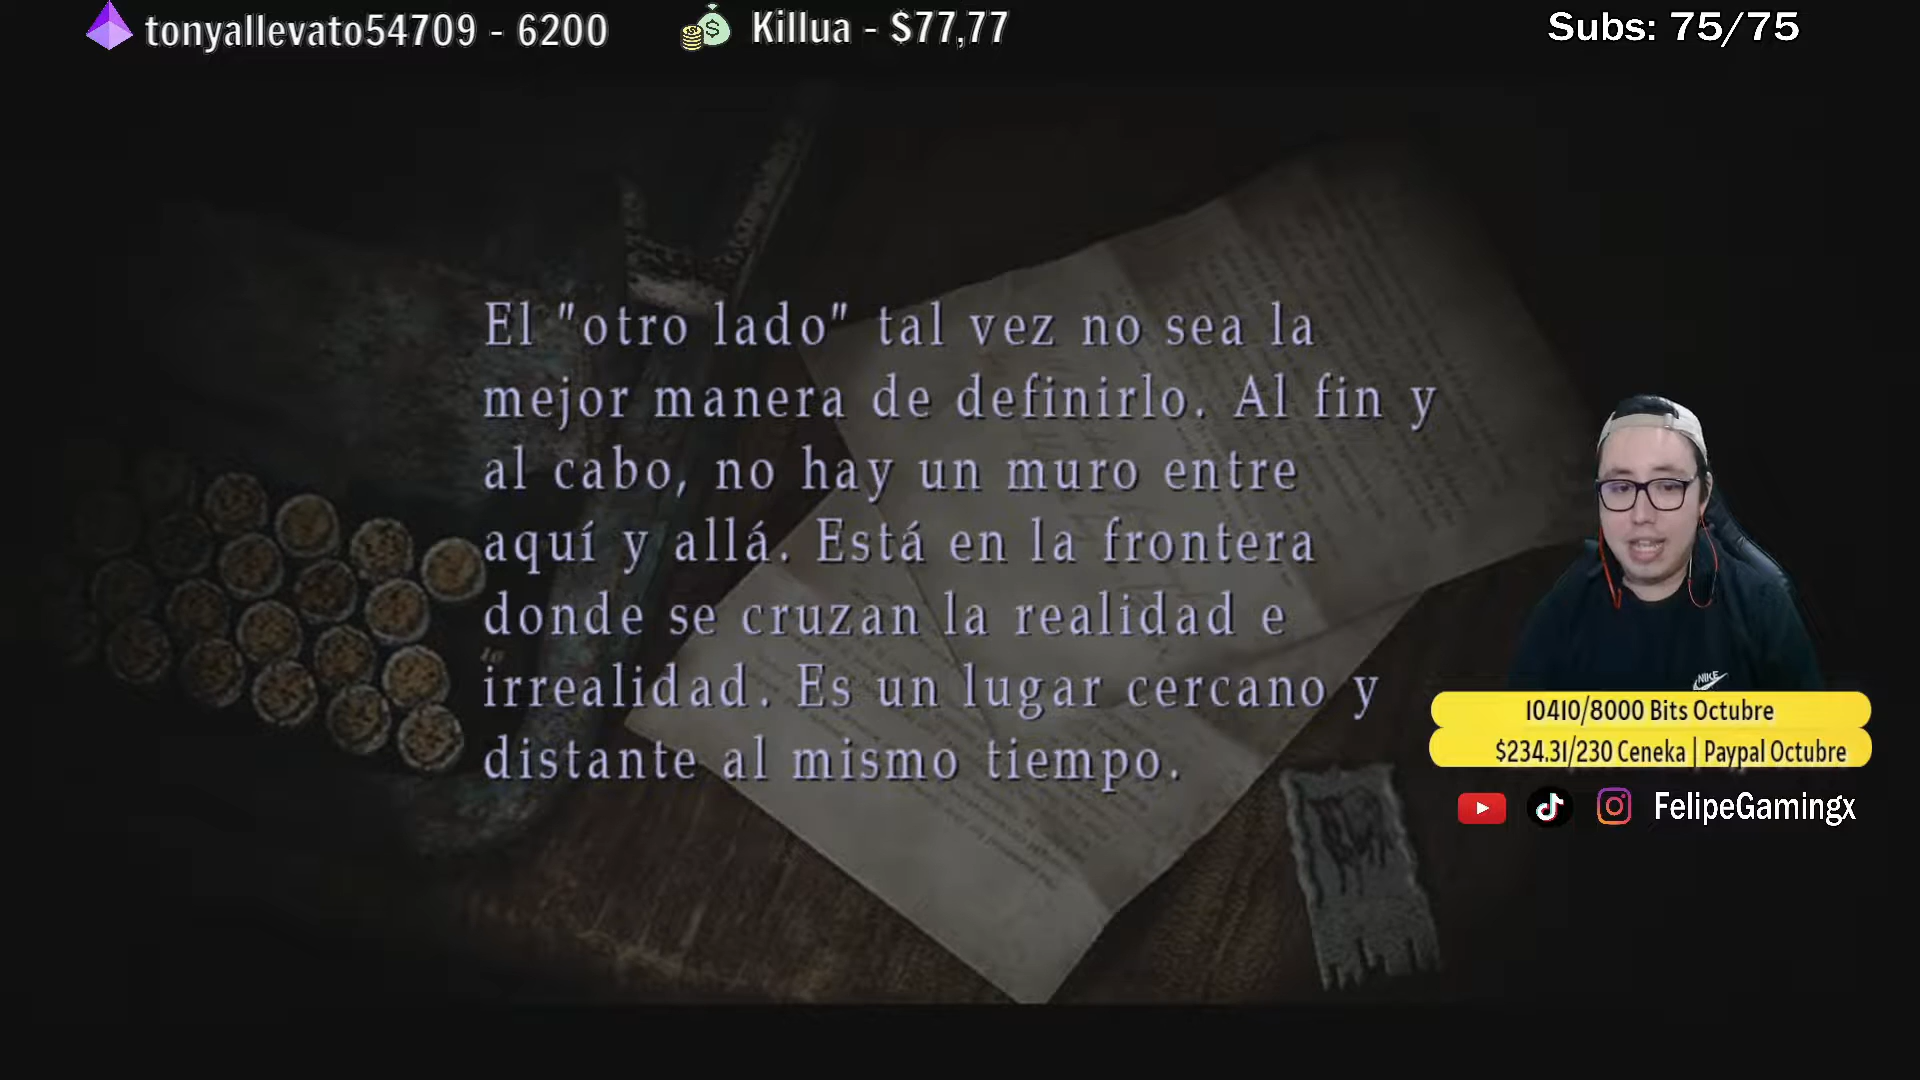 tonyallevato54709 - 6200
Killua - $77,77
Subs: 75/75
El "otro lado" tal vez no sea la
mejor manera de definirlo. Al fin y
al cabo, no hay un muro entre
aquí y allá. Está en la frontera
donde se cruzan la realidad e
irrealidad. Es un lugar cercano y
distante al mismo tiempo.
NIKE
10410/8000 Bits Octubre
$234.31/230 Ceneka | Paypal Octubre
FelipeGamingx